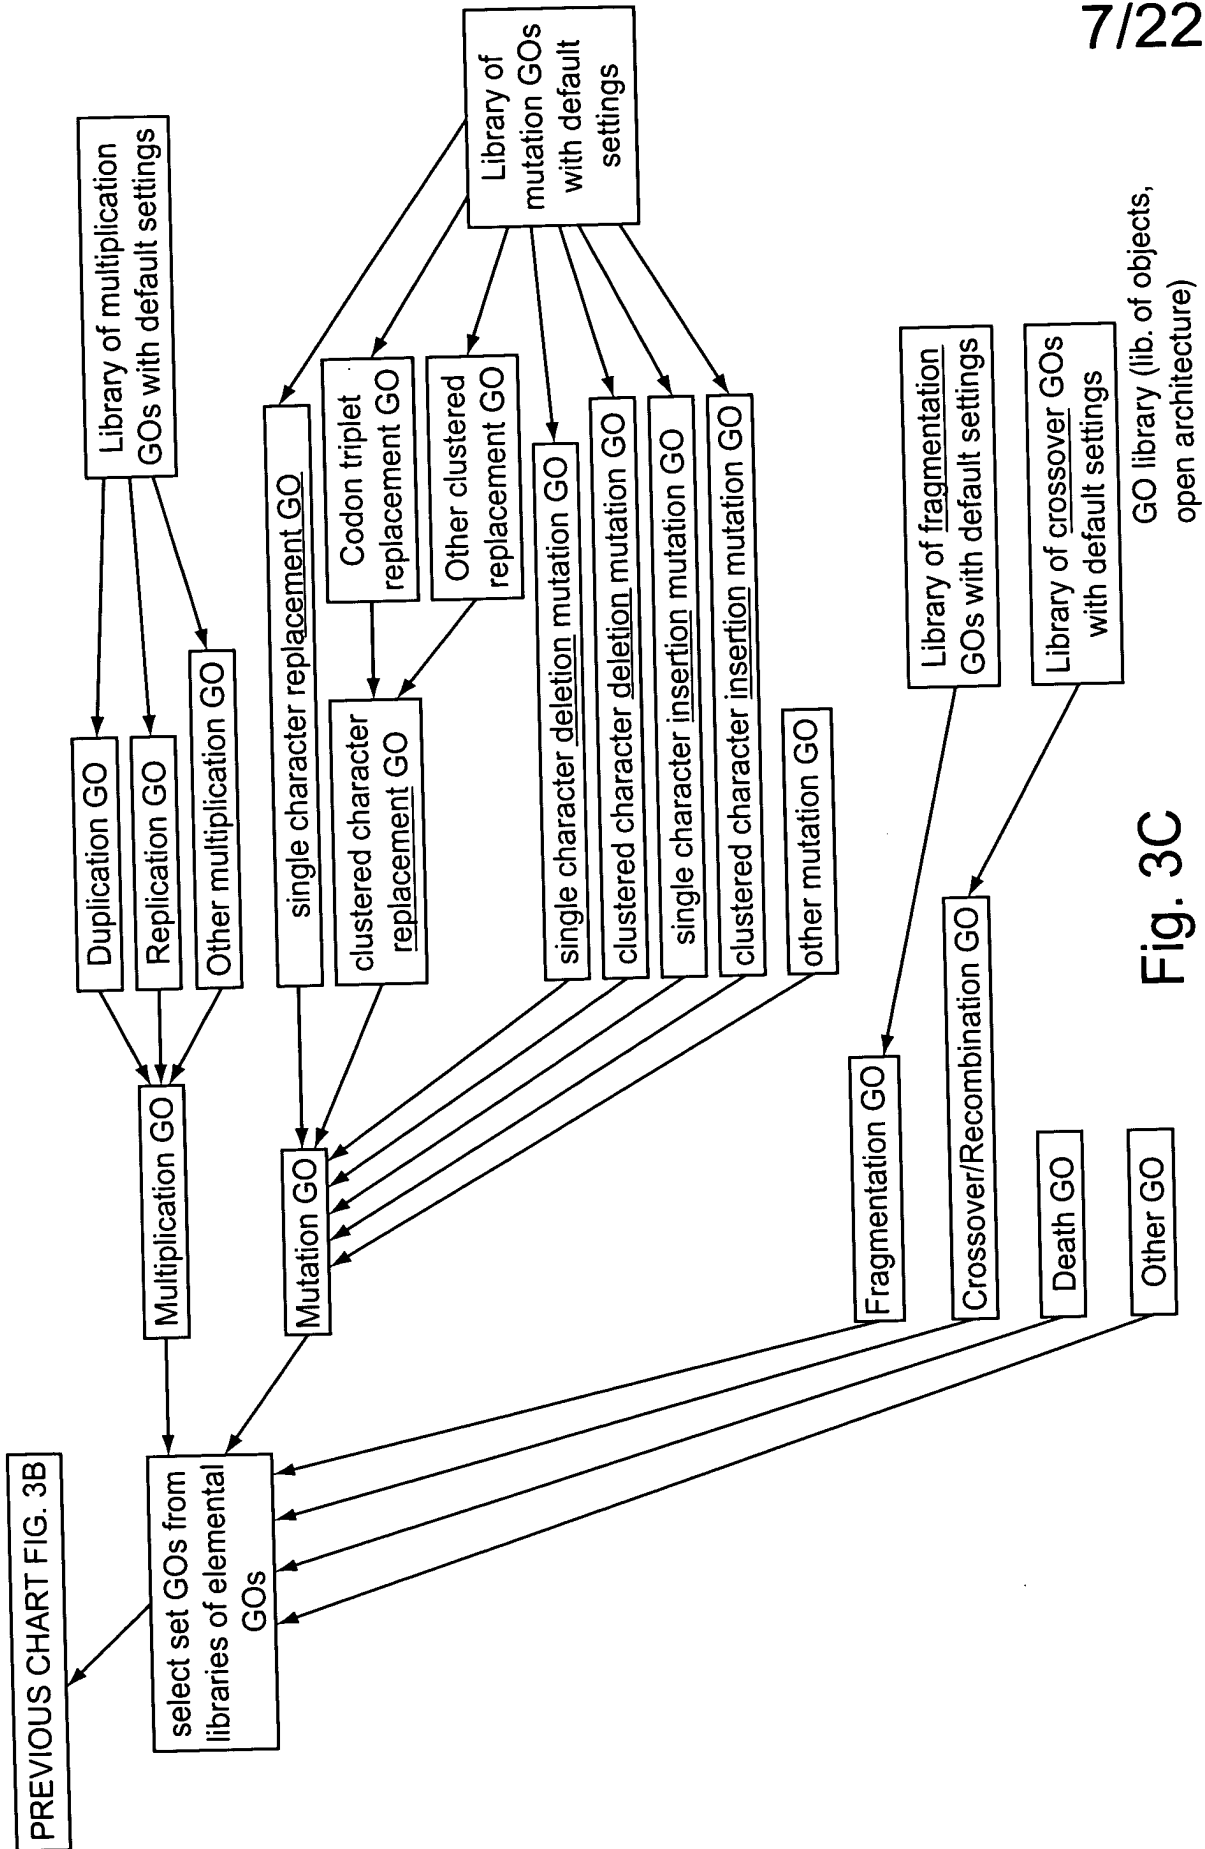 7/22
PREVIOUS CHART FIG. 3B
select set GOs from
libraries of elemental
GOs
Multiplication GO
Duplication GO
Replication GO
Other multiplication GO
Library of multiplication
GOs with default settings
Mutation GO
single character replacement GO
clustered character
replacement GO
Codon triplet
replacement GO
Other clustered
replacement GO
single character deletion mutation GO
clustered character deletion mutation GO
single character insertion mutation GO
clustered character insertion mutation GO
other mutation GO
Library of
mutation GOs
with default
settings
Fragmentation GO
Library of fragmentation
GOs with default settings
Crossover/Recombination GO
Library of crossover GOs
with default settings
Death GO
Other GO
GO library (lib. of objects,
open architecture)
Fig. 3C